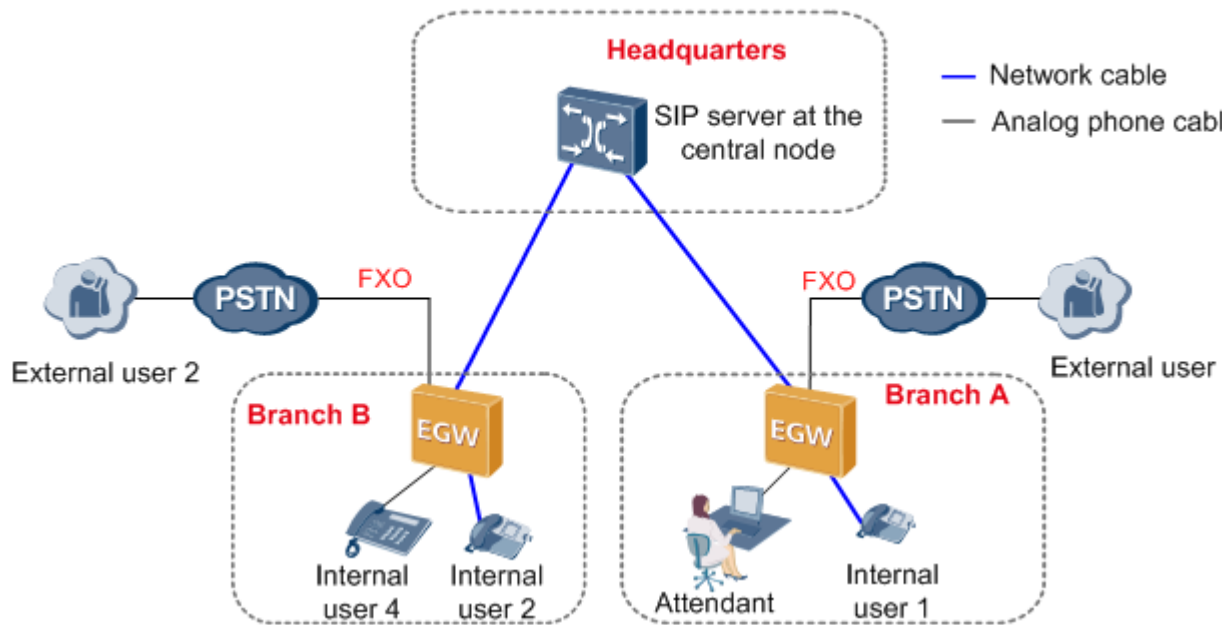 Headquarters
SIP server at the
central node
Network cable
Analog phone cabl
FXO
PSTN
External user 2
FXO
PSTN
External user
Branch B
EGW
Internal
user 4
Internal
user 2
Branch A
EGW
Attendant
Internal
user 1